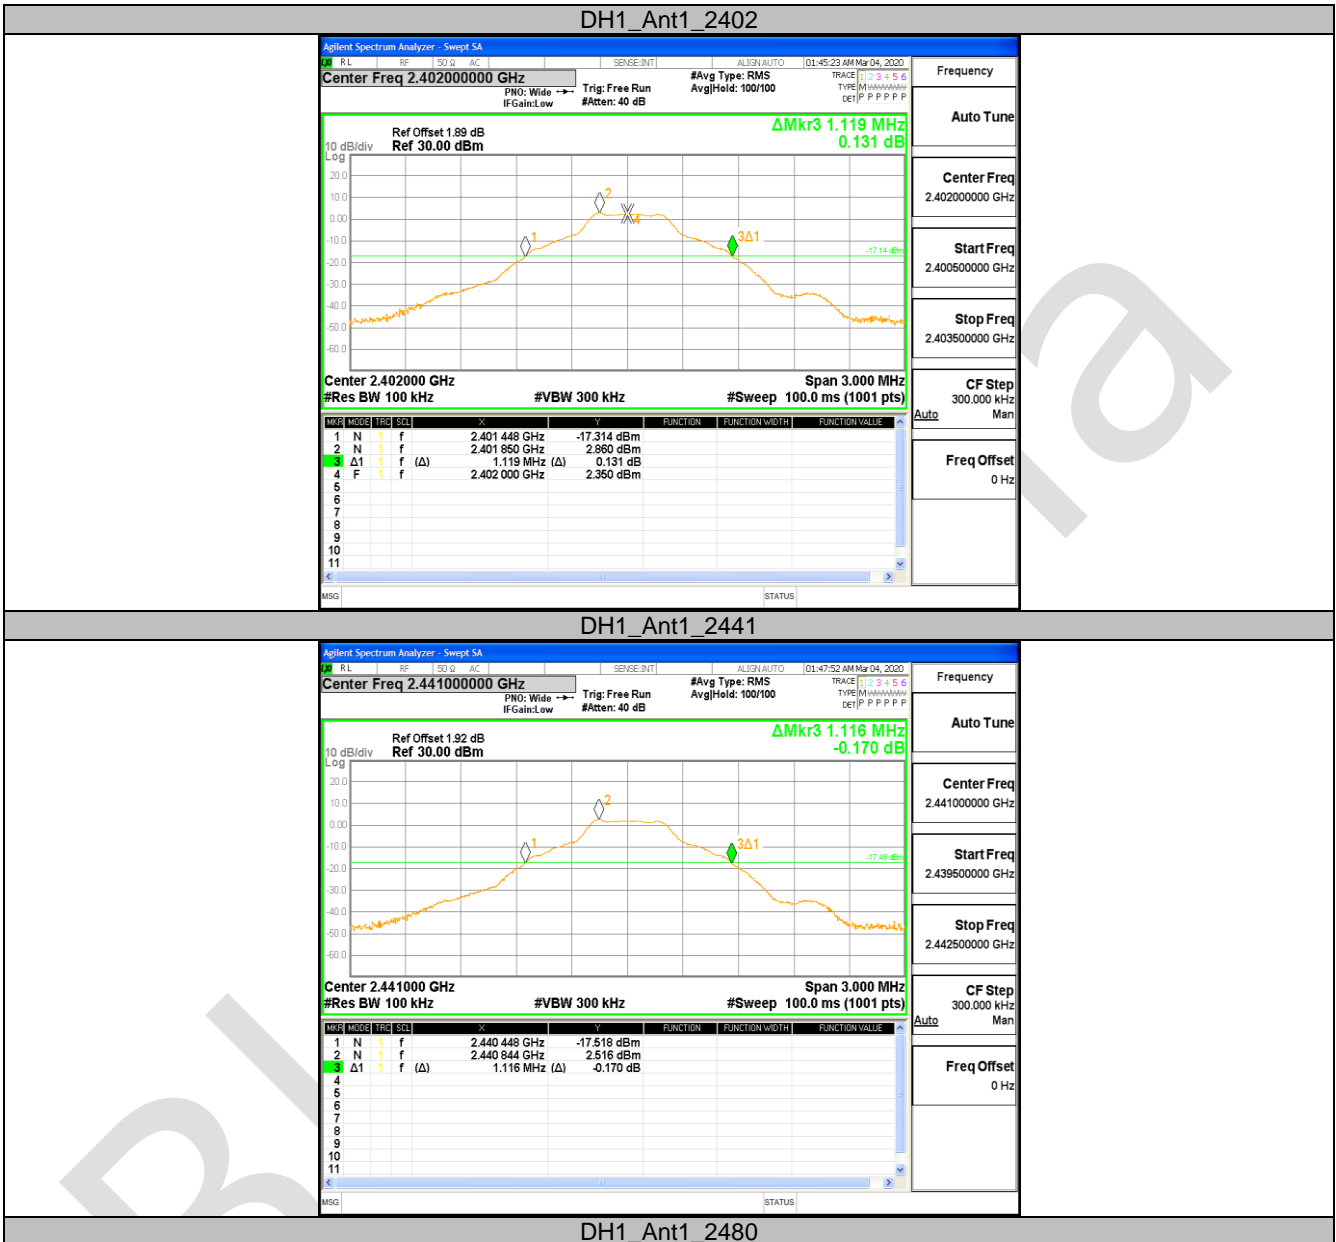 DH1_Ant1_2402
Agilent Spectrum Analyzer - Swept SA
RL RF 50 Ω AC SENSE:INT ALIGN AUTO 01:45:23 AM Mar 04, 2020
Center Freq 2.402000000 GHz
PNO: Wide
IFGain:Low
Trig: Free Run
#Atten: 40 dB
#Avg Type: RMS
Avg|Hold: 100/100
TRACE 1 2 3 4 5 6
TYPE M
DET P P P P P P
Frequency
Auto Tune
Center Freq
2.402000000 GHz
Start Freq
2.400500000 GHz
Stop Freq
2.403500000 GHz
CF Step
300.000 kHz
Auto Man
Freq Offset
0 Hz
ΔMkr3 1.119 MHz
0.131 dB
Ref Offset 1.89 dB
10 dB/div Ref 30.00 dBm
Log
20.0
10.0
0.00
-10.0
-20.0
-30.0
-40.0
-50.0
-60.0
1
2
4
3Δ1
-17.14 dBm
Center 2.402000 GHz Span 3.000 MHz
#Res BW 100 kHz #VBW 300 kHz #Sweep 100.0 ms (1001 pts)
MKR MODE TRC SCL X Y FUNCTION FUNCTION WIDTH FUNCTION VALUE
1 N 1 f 2.401 448 GHz -17.314 dBm
2 N 1 f 2.401 850 GHz 2.860 dBm
3 Δ1 1 f (Δ) 1.119 MHz (Δ) 0.131 dB
4 F 1 f 2.402 000 GHz 2.350 dBm
5
6
7
8
9
10
11
MSG STATUS
DH1_Ant1_2441
Agilent Spectrum Analyzer - Swept SA
RL RF 50 Ω AC SENSE:INT ALIGN AUTO 01:47:52 AM Mar 04, 2020
Center Freq 2.441000000 GHz
PNO: Wide
IFGain:Low
Trig: Free Run
#Atten: 40 dB
#Avg Type: RMS
Avg|Hold: 100/100
TRACE 1 2 3 4 5 6
TYPE M
DET P P P P P P
Frequency
Auto Tune
Center Freq
2.441000000 GHz
Start Freq
2.439500000 GHz
Stop Freq
2.442500000 GHz
CF Step
300.000 kHz
Auto Man
Freq Offset
0 Hz
ΔMkr3 1.116 MHz
-0.170 dB
Ref Offset 1.92 dB
10 dB/div Ref 30.00 dBm
Log
20.0
10.0
0.00
-10.0
-20.0
-30.0
-40.0
-50.0
-60.0
1
2
3Δ1
-17.48 dBm
Center 2.441000 GHz Span 3.000 MHz
#Res BW 100 kHz #VBW 300 kHz #Sweep 100.0 ms (1001 pts)
MKR MODE TRC SCL X Y FUNCTION FUNCTION WIDTH FUNCTION VALUE
1 N 1 f 2.440 448 GHz -17.518 dBm
2 N 1 f 2.440 844 GHz 2.516 dBm
3 Δ1 1 f (Δ) 1.116 MHz (Δ) -0.170 dB
4
5
6
7
8
9
10
11
MSG STATUS
DH1_Ant1_2480